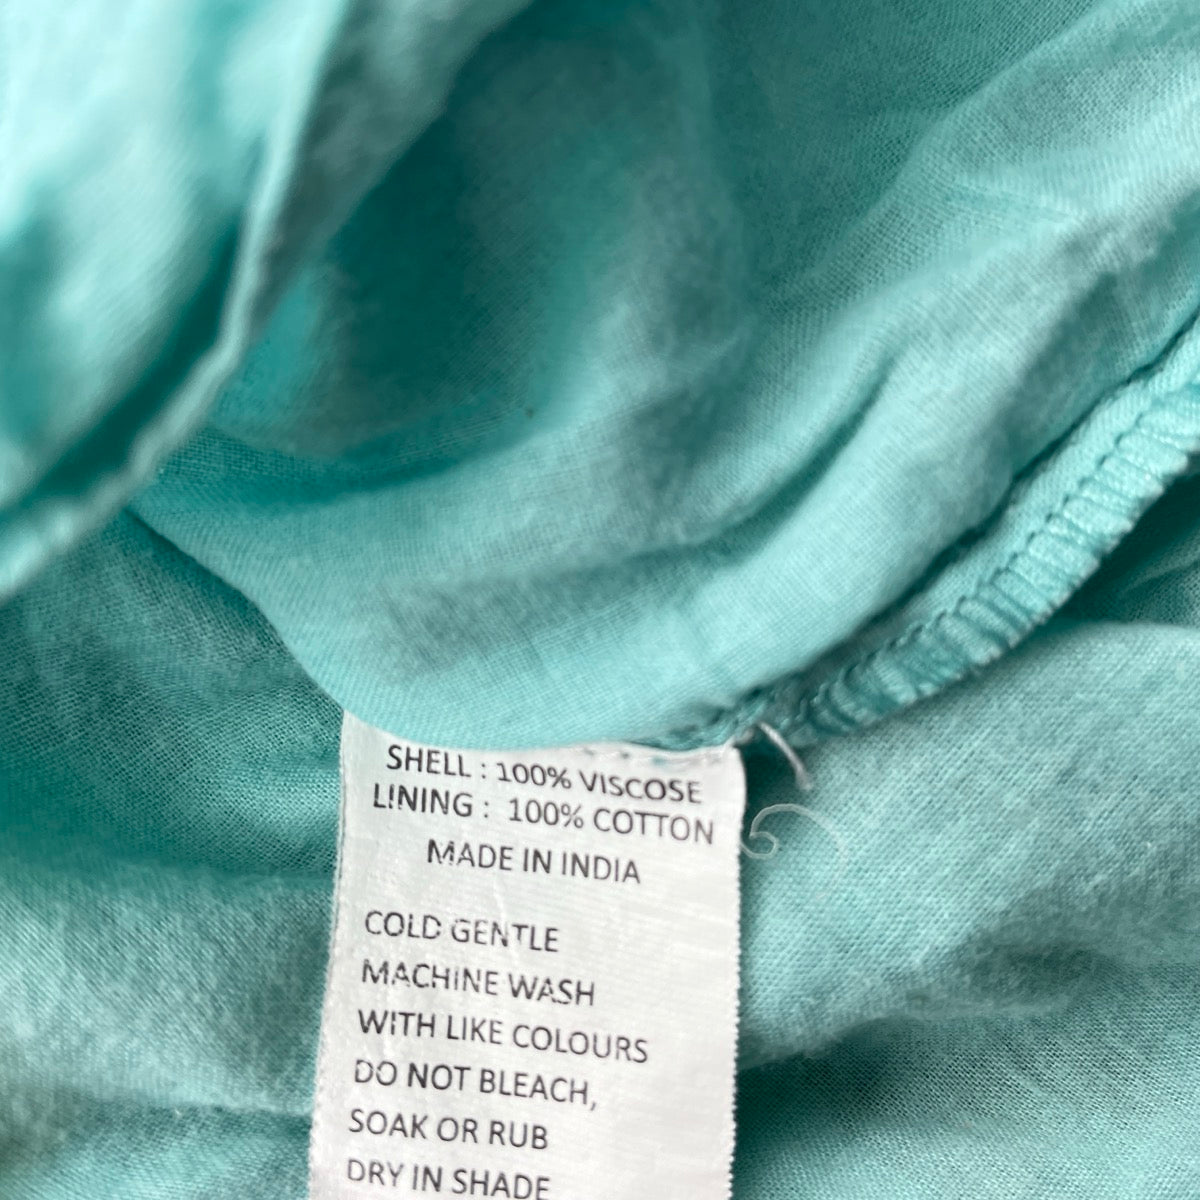 SHELL : 100% VISCOSE
LINING : 100% COTTON
MADE IN INDIA
COLD GENTLE
MACHINE WASH
WITH LIKE COLOURS
DO NOT BLEACH,
SOAK OR RUB
DRY IN SHADE